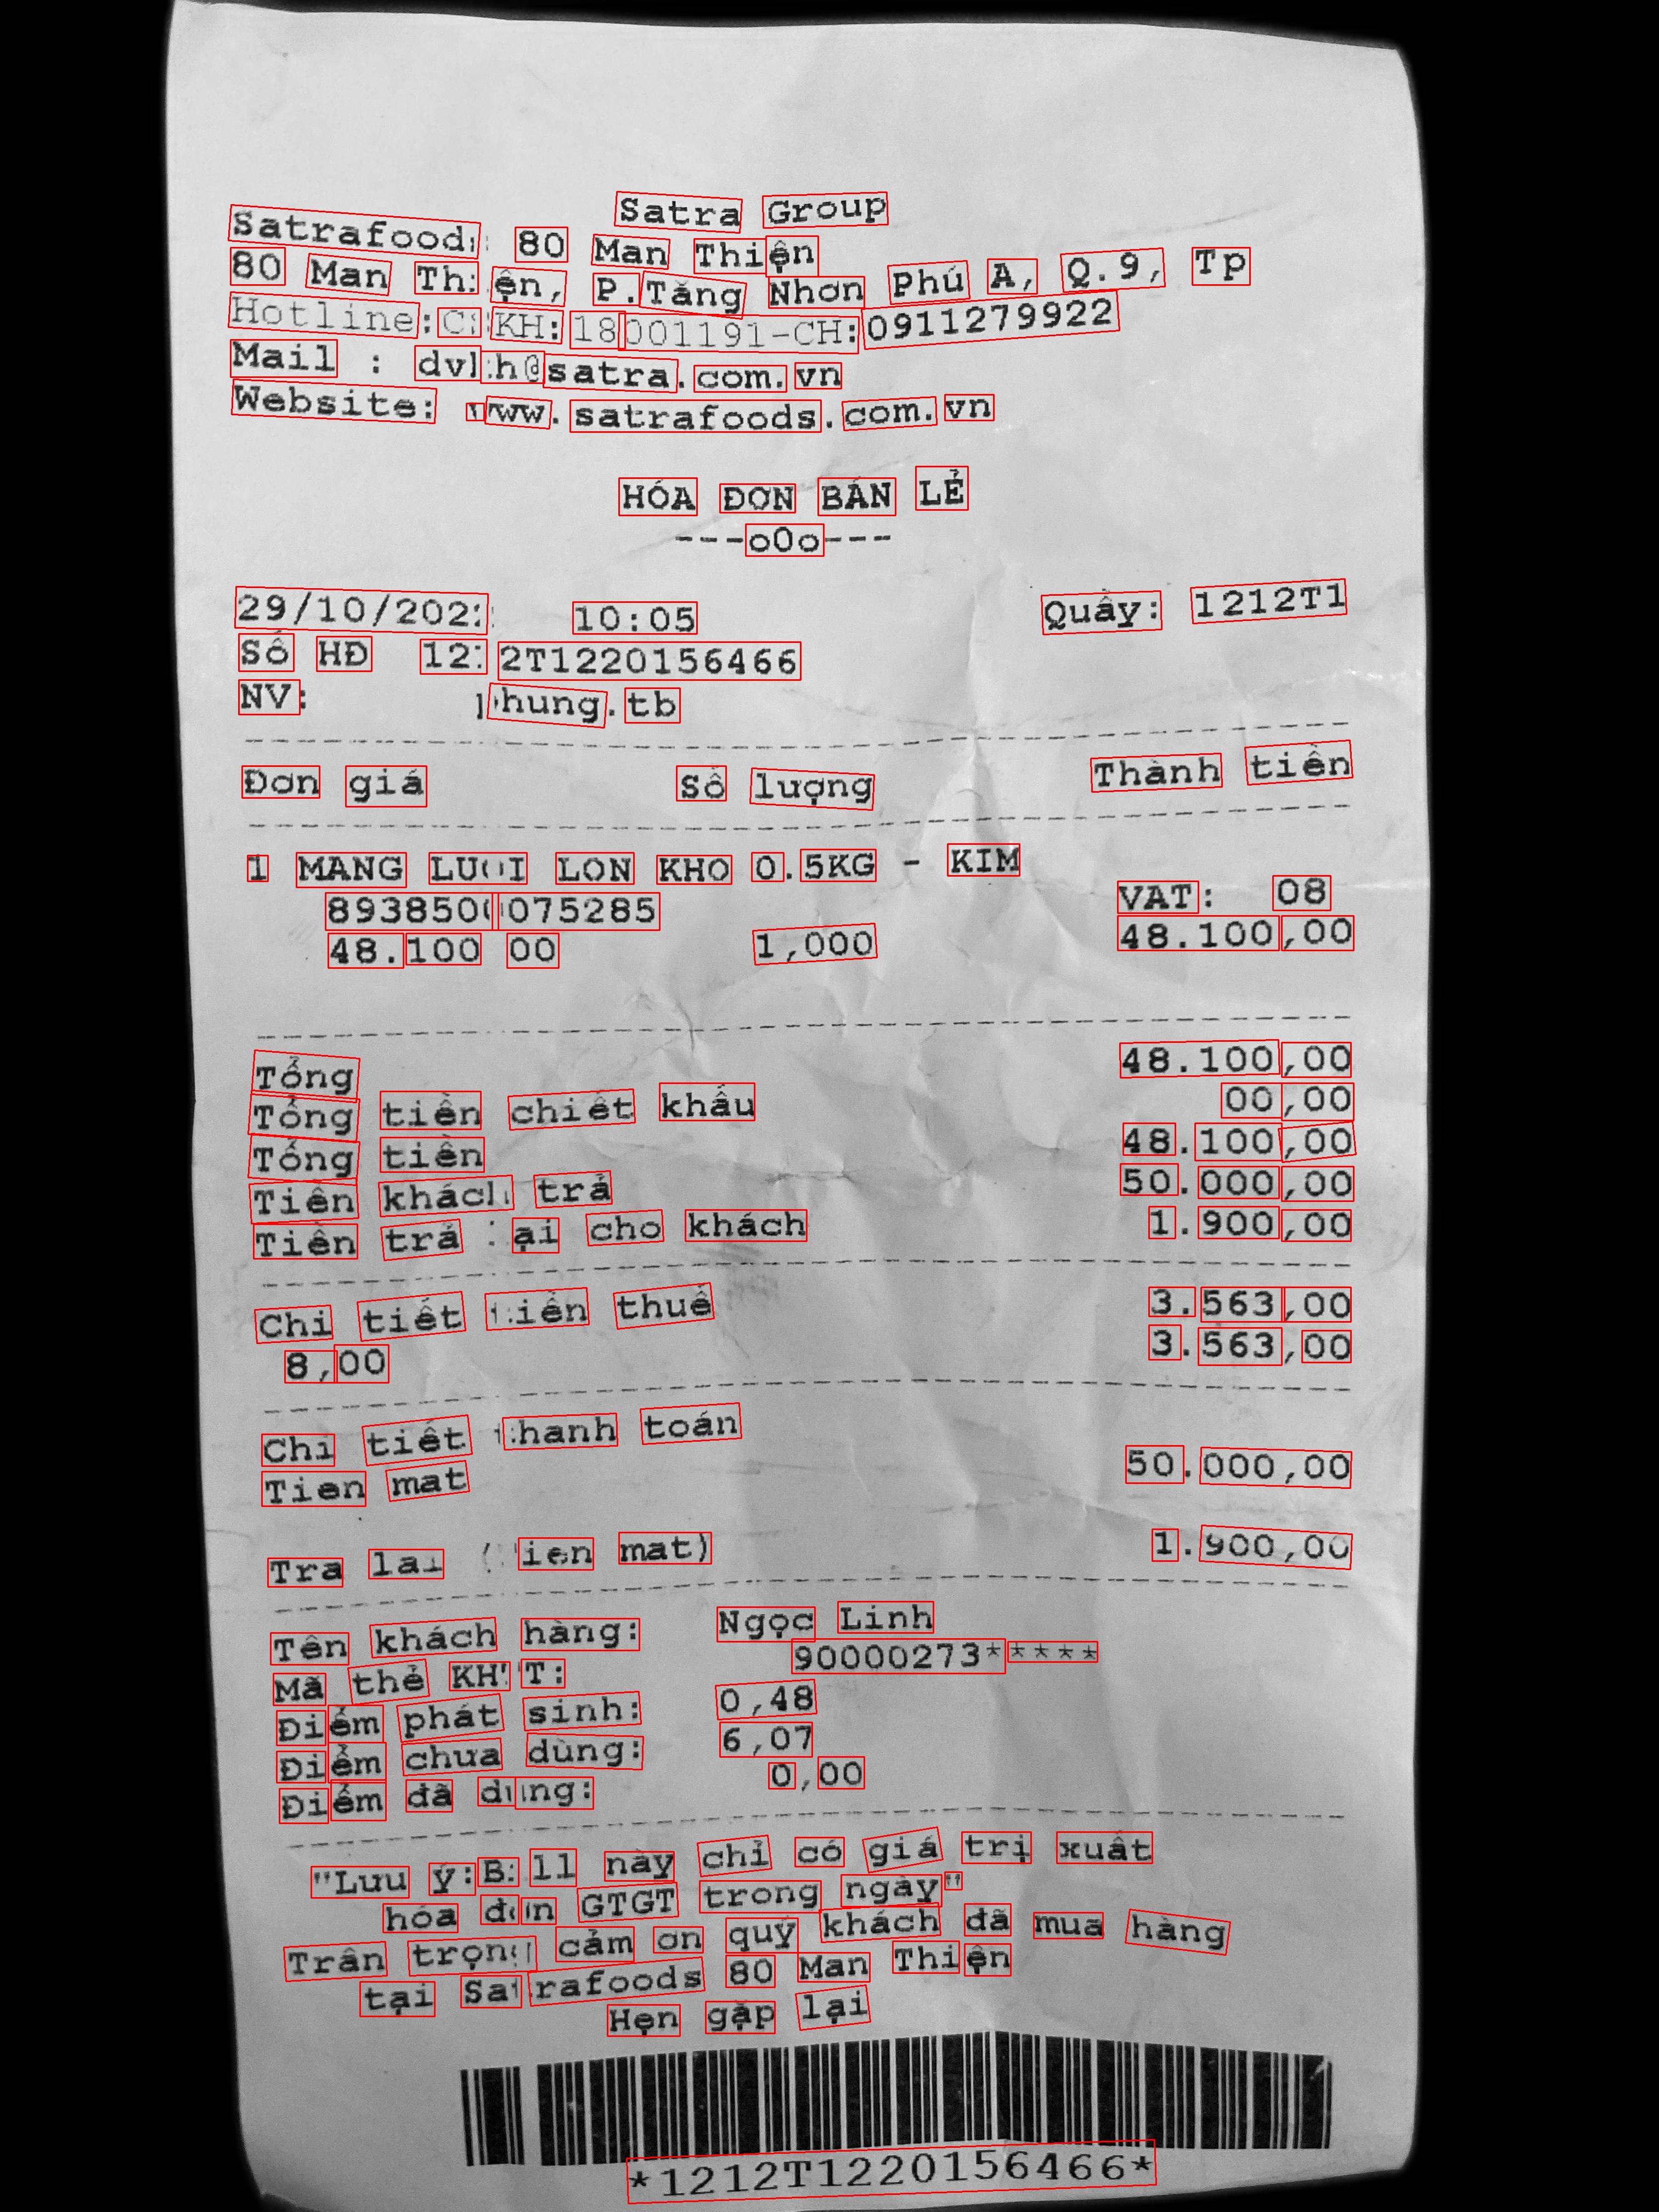 Satra Group
Satrafoods 80 Man Thiện
80 Man Thiện, P.Tăng Nhơn Phú A, Q.9, Tp
Hotline:CSKH:18001191-CH:0911279922
Mail : dvkh@satra.com.vn
Website: www.satrafoods.com.vn
HÓA ĐƠN BÁN LẺ
---oOo---
29/10/2022 10:05 Quầy: 1212T1
Số HĐ 1212T1220156466
NV: phung.tb
Đơn giá Số lượng Thành tiền
1 MANG LUOI LON KHO 0.5KG - KIM
8938500075285 VAT: 08
48.100 00 1,000 48.100,00
Tổng 48.100,00
Tổng tiền chiết khấu 00,00
Tổng tiền 48.100,00
Tiền khách trả 50.000,00
Tiền trả lại cho khách 1.900,00
Chi tiết tiền thuế 3.563,00
8,00 3.563,00
Chi tiết thanh toán
Tien mat 50.000,00
Tra lai (Tien mat) 1.900,00
Tên khách hàng: Ngọc Linh
Mã thẻ KHTT: 90000273*****
Điểm phát sinh: 0,48
Điểm chưa dùng: 6,07
Điểm đã dùng: 0,00
"Lưu ý:Bill này chỉ có giá trị xuất
hóa đơn GTGT trong ngày"
Trân trọng cảm ơn quý khách đã mua hàng
tại Satrafoods 80 Man Thiện
Hẹn gặp lại
*1212T1220156466*